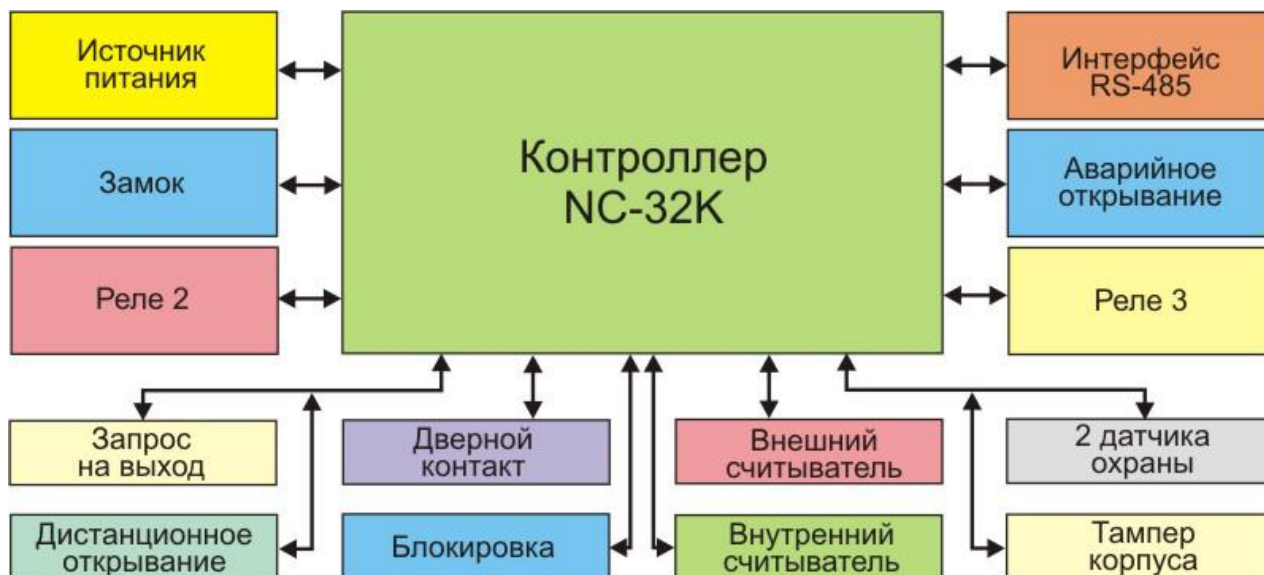 Источник
питания
Контроллер
NC-32K
Интерфейс
RS-485
Замок
Аварийное
открывание
Реле 2
Реле 3
Запрос
на выход
Дверной
контакт
Внешний
считыватель
2 датчика
охраны
Дистанционное
открывание
Блокировка
Внутренний
считыватель
Тампер
корпуса